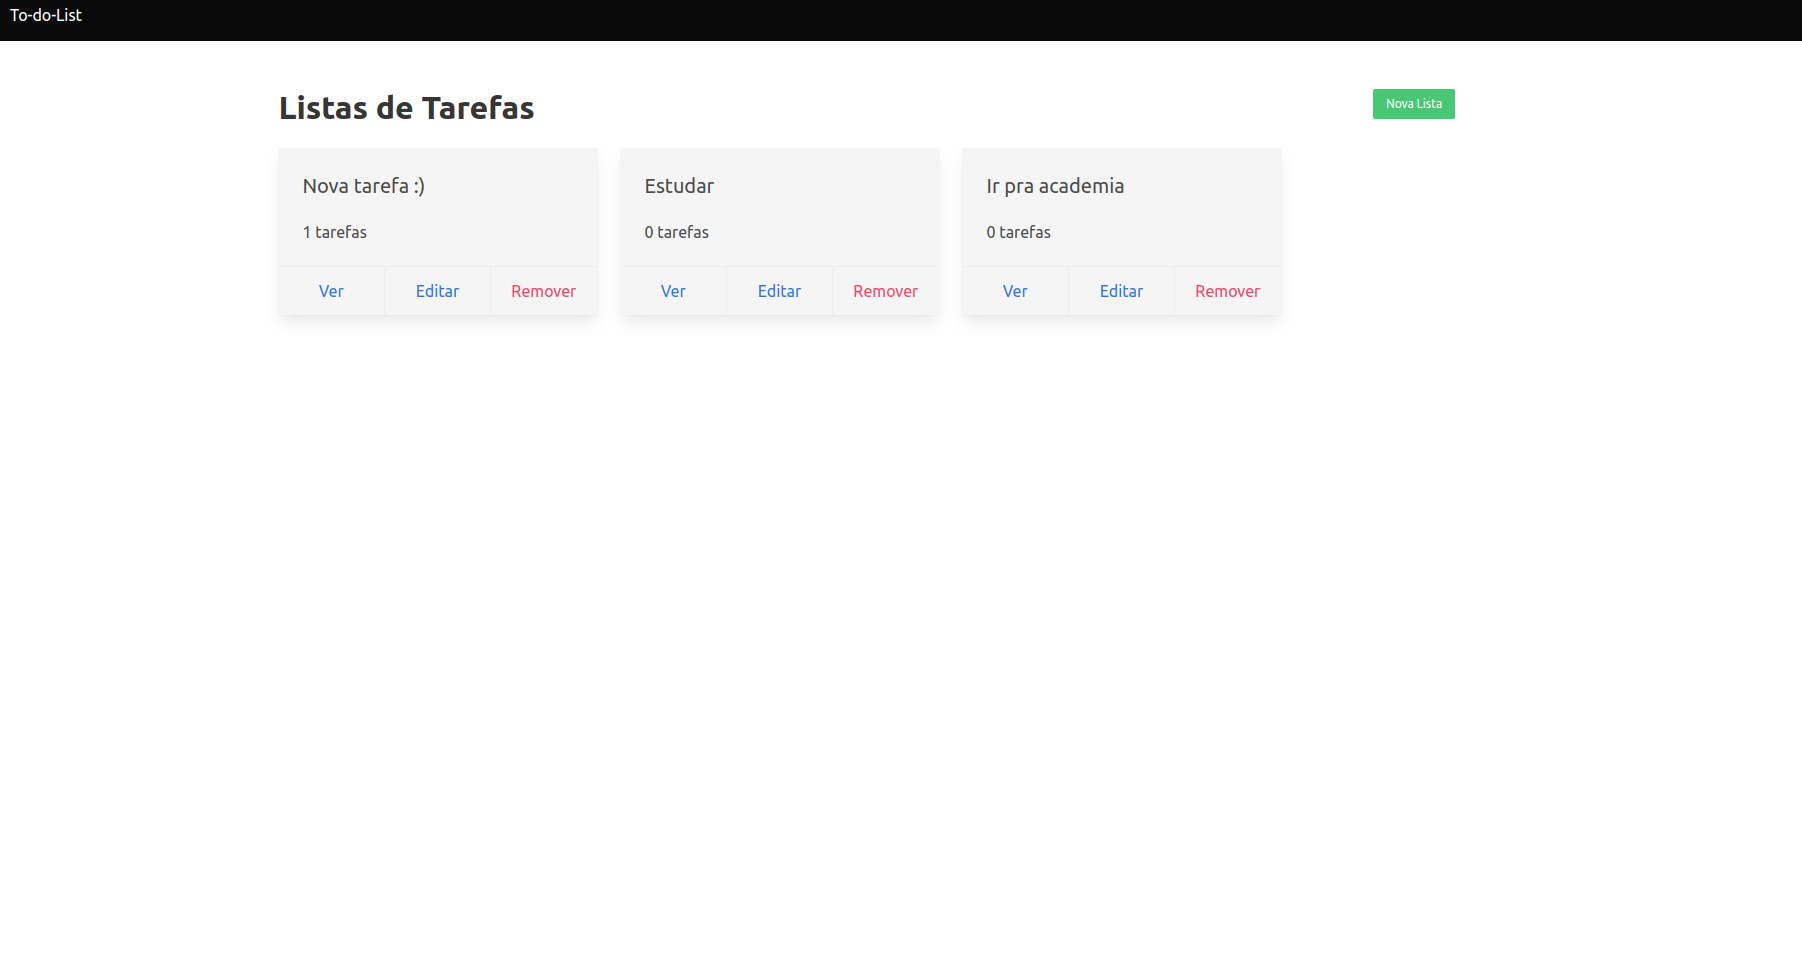 To-do-List
Listas de Tarefas
Nova Lista
Nova tarefa :)
1 tarefas
Ver
Editar
Remover
Estudar
0 tarefas
Ver
Editar
Remover
Ir pra academia
0 tarefas
Ver
Editar
Remover